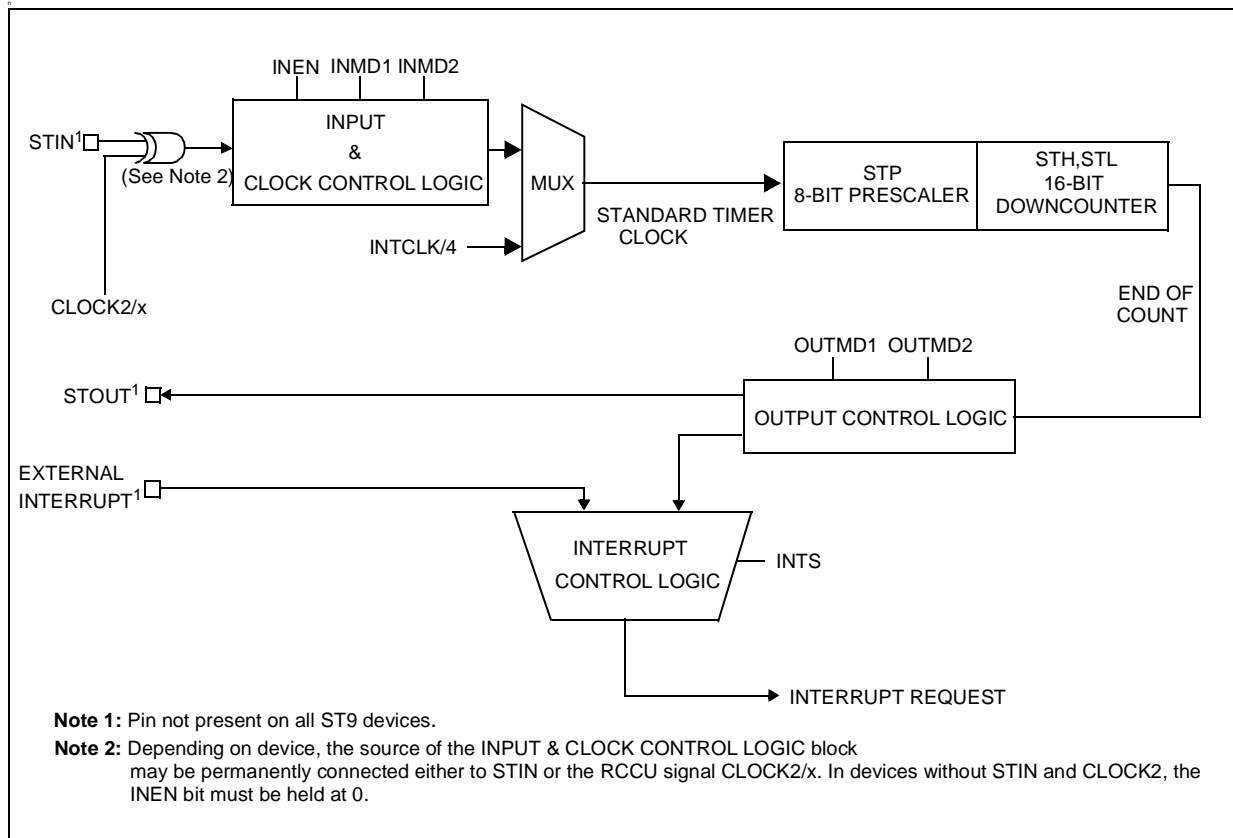 INEN INMD1 INMD2
STIN1
(See Note 2)
INPUT
&
CLOCK CONTROL LOGIC
MUX
INTCLK/4
CLOCK2/x
STANDARD TIMER
CLOCK
STP
8-BIT PRESCALER
STH,STL
16-BIT
DOWNCOUNTER
END OF
COUNT
OUTMD1 OUTMD2
STOUT1
OUTPUT CONTROL LOGIC
EXTERNAL
INTERRUPT1
INTERRUPT
CONTROL LOGIC
INTS
INTERRUPT REQUEST
Note 1: Pin not present on all ST9 devices.
Note 2: Depending on device, the source of the INPUT & CLOCK CONTROL LOGIC block
may be permanently connected either to STIN or the RCCU signal CLOCK2/x. In devices without STIN and CLOCK2, the
INEN bit must be held at 0.